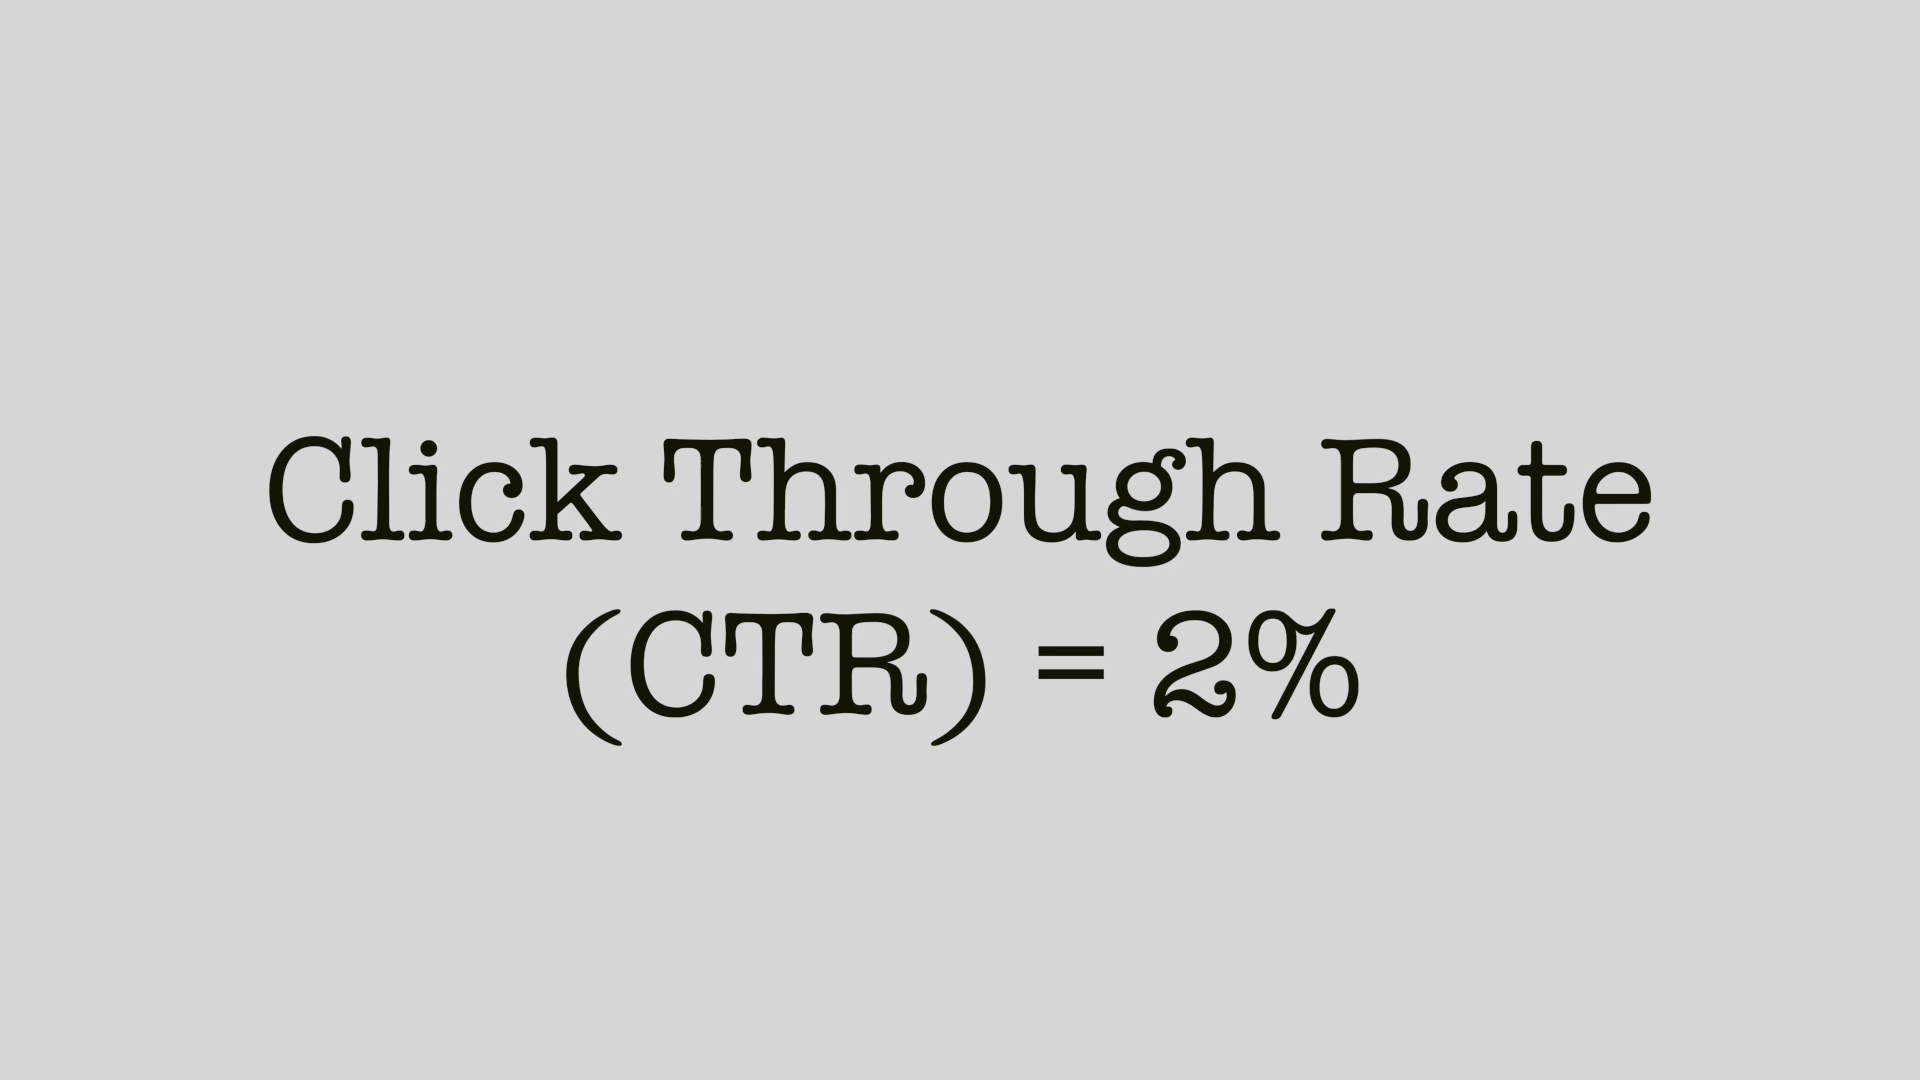 Click Through Rate
(CTR) = 2%